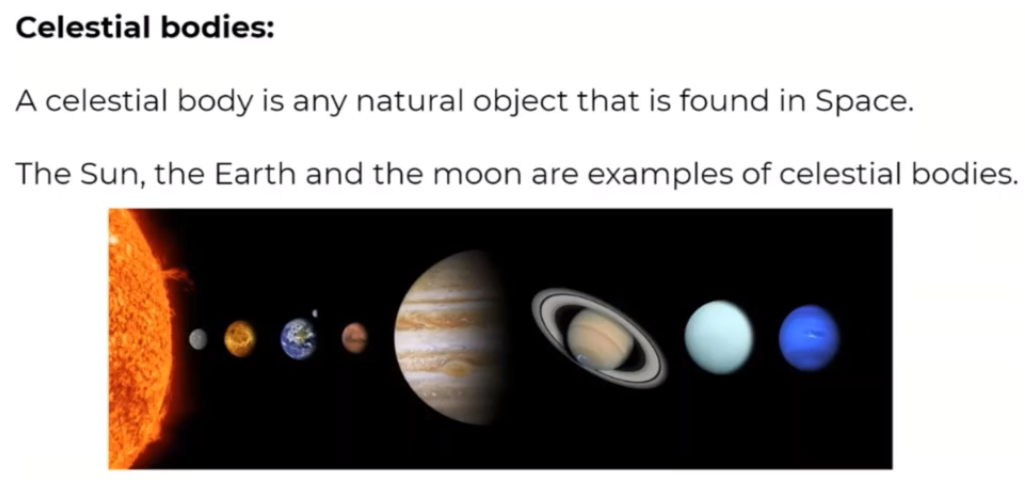 Celestial bodies:
A celestial body is any natural object that is found in Space.
The Sun, the Earth and the moon are examples of celestial bodies.